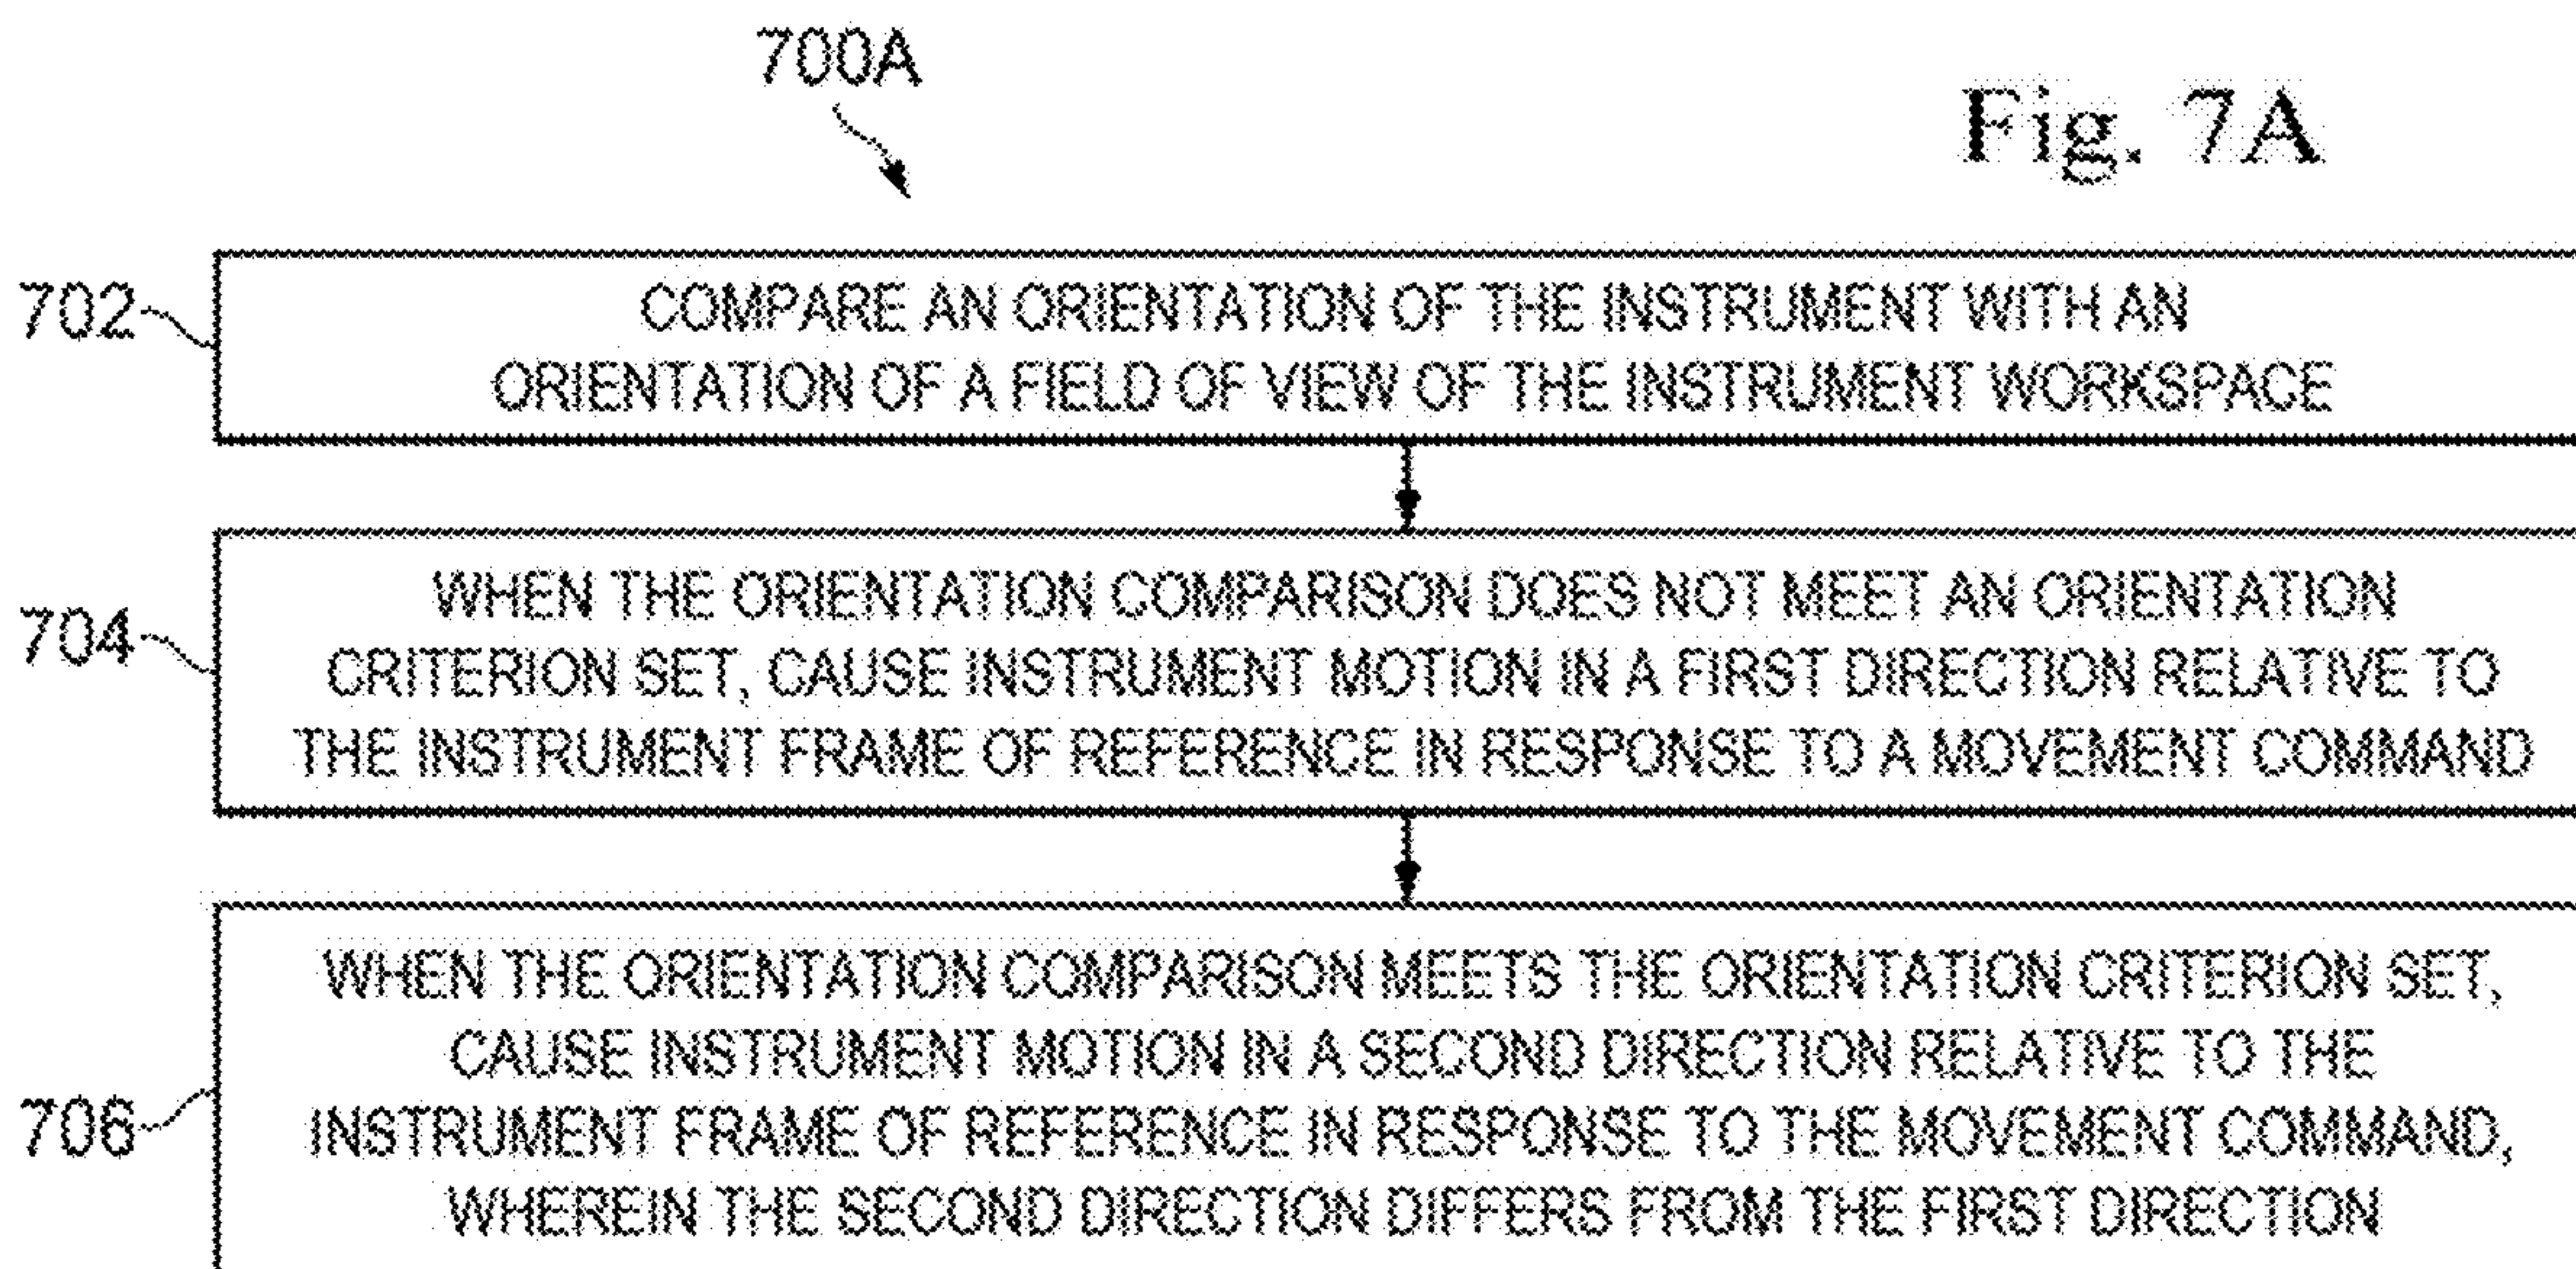 700A
Fig. 7A
702
COMPARE AN ORIENTATION OF THE INSTRUMENT WITH AN
ORIENTATION OF A FIELD OF VIEW OF THE INSTRUMENT WORKSPACE
704
WHEN THE ORIENTATION COMPARISON DOES NOT MEET AN ORIENTATION
CRITERION SET, CAUSE INSTRUMENT MOTION IN A FIRST DIRECTION RELATIVE TO
THE INSTRUMENT FRAME OF REFERENCE IN RESPONSE TO A MOVEMENT COMMAND
706
WHEN THE ORIENTATION COMPARISON MEETS THE ORIENTATION CRITERION SET,
CAUSE INSTRUMENT MOTION IN A SECOND DIRECTION RELATIVE TO THE
INSTRUMENT FRAME OF REFERENCE IN RESPONSE TO THE MOVEMENT COMMAND,
WHEREIN THE SECOND DIRECTION DIFFERS FROM THE FIRST DIRECTION